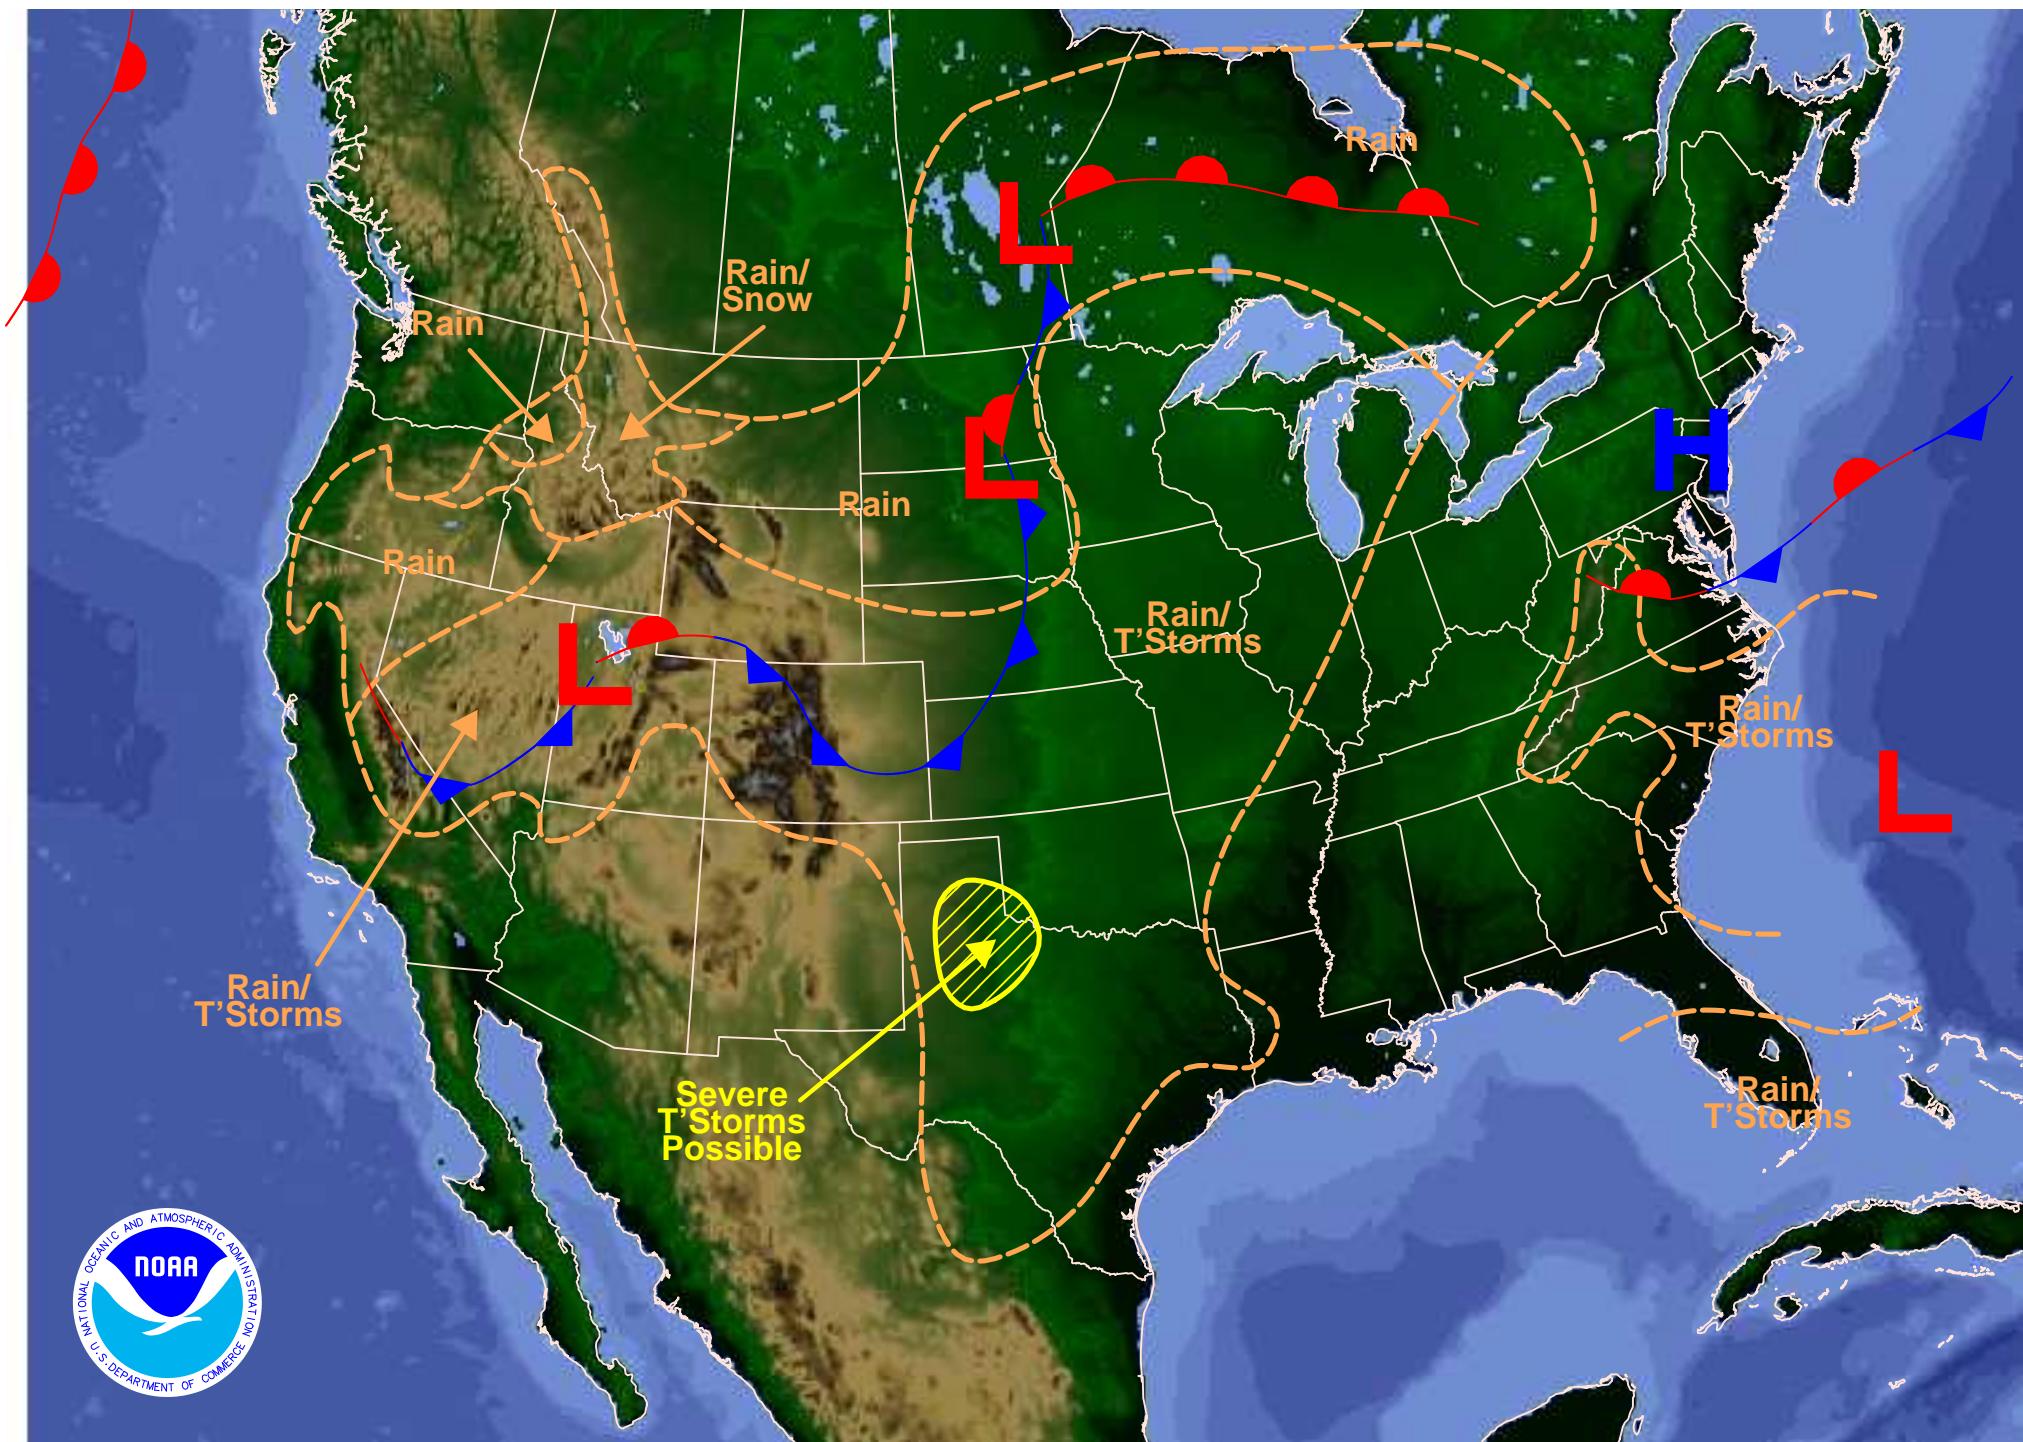 Rain
L
Rain/
Snow
Rain
H
L
Rain
Rain
Rain/
T'Storms
L
Rain/
T'Storms
L
Rain/
T'Storms
Severe
T'Storms
Possible
Rain/
T'Storms
NATIONAL OCEANIC AND ATMOSPHERIC ADMINISTRATION
NOAA
U.S. DEPARTMENT OF COMMERCE